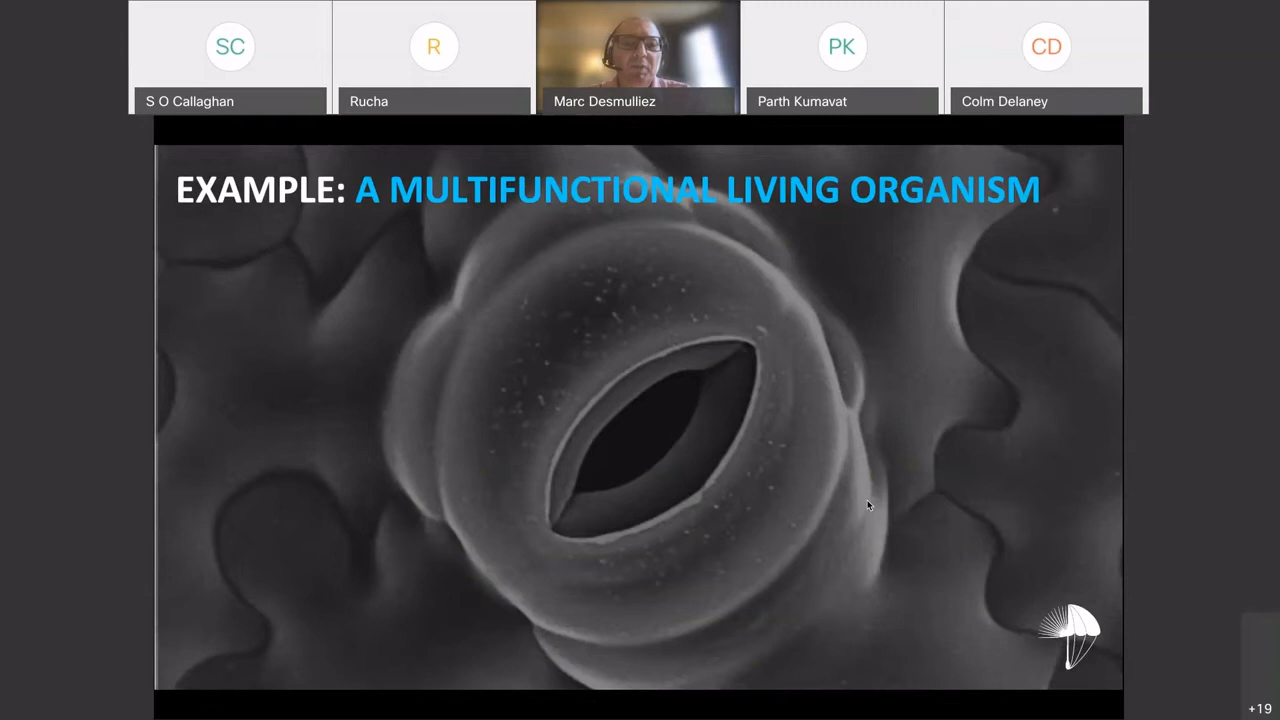 SC
R
PK
CD
S O Callaghan
Rucha
Marc Desmulliez
Parth Kumavat
Colm Delaney
EXAMPLE: A MULTIFUNCTIONAL LIVING ORGANISM
+19